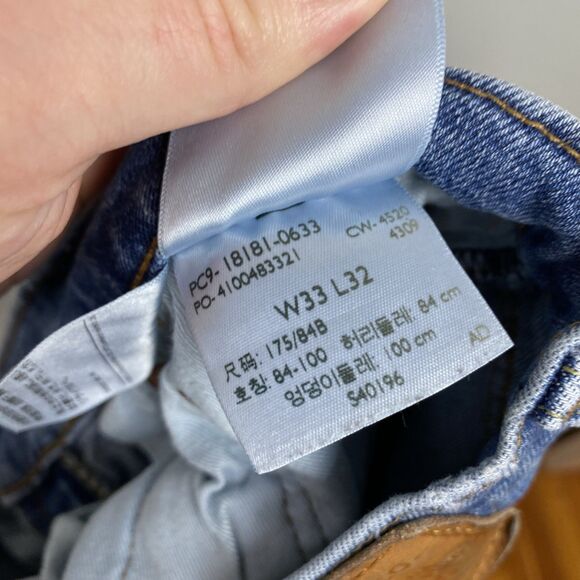 PC9- 18181-0633
CW-4520
PO-4100483321
4309
W33 L32
尺码: 175/84B 허리둘레: 84 cm
호칭: 84-100 엉덩이둘레: 100 cm
S40196
AD